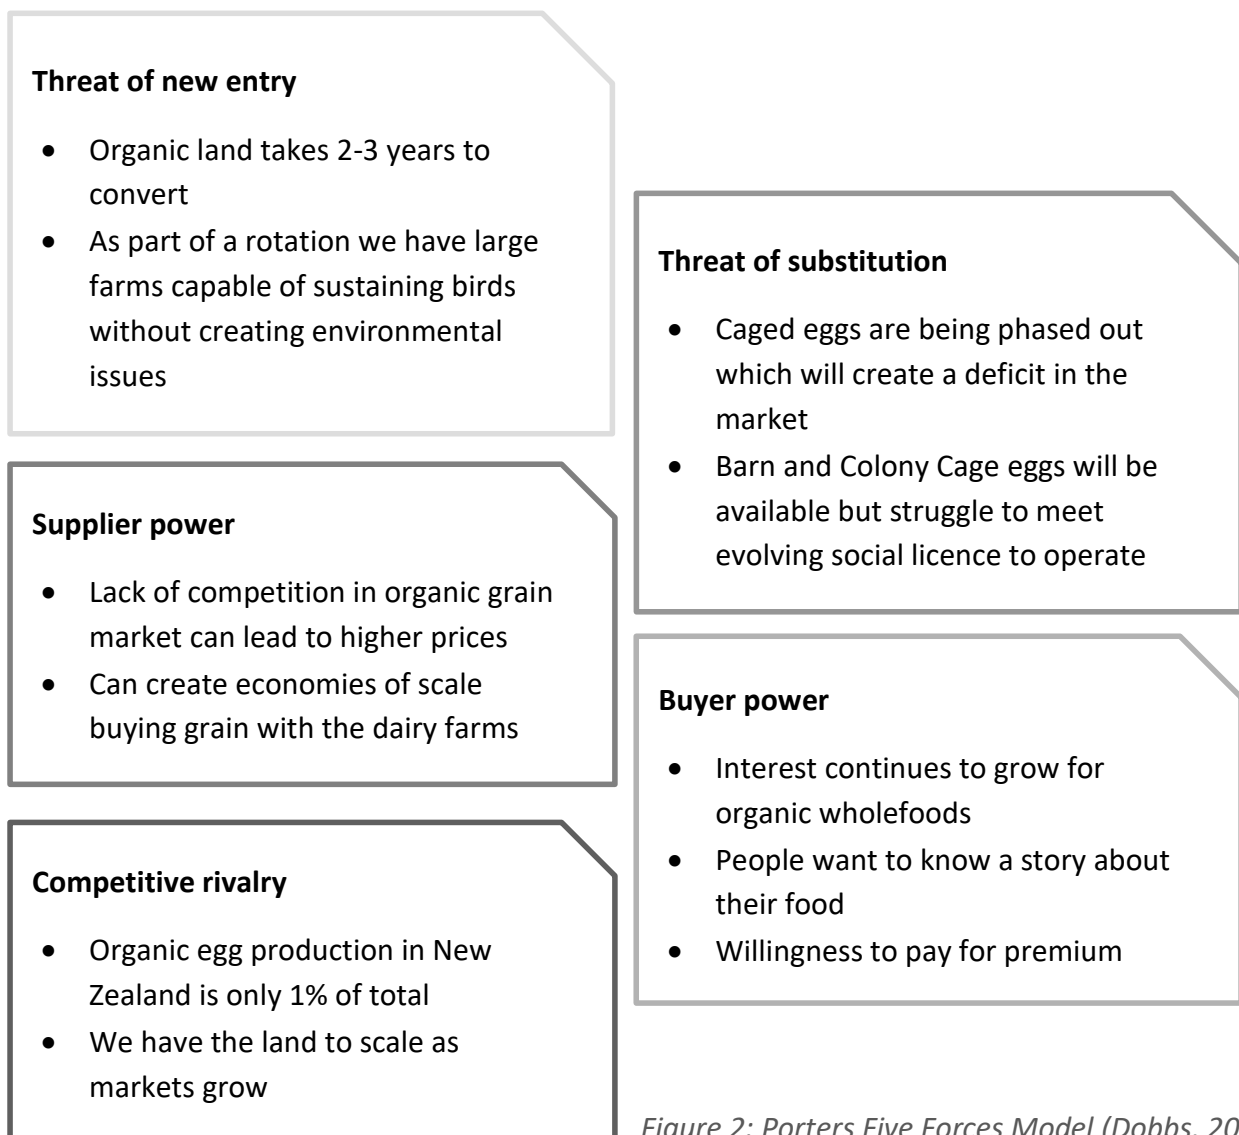 Threat of new entry
• Organic land takes 2-3 years to
convert
• As part of a rotation we have large
farms capable of sustaining birds
without creating environmental
issues
Threat of substitution
• Caged eggs are being phased out
which will create a deficit in the
market
• Barn and Colony Cage eggs will be
available but struggle to meet
evolving social licence to operate
Supplier power
• Lack of competition in organic grain
market can lead to higher prices
• Can create economies of scale
buying grain with the dairy farms
Buyer power
• Interest continues to grow for
organic wholefoods
• People want to know a story about
their food
• Willingness to pay for premium
Competitive rivalry
• Organic egg production in New
Zealand is only 1% of total
• We have the land to scale as
markets grow
Figure 2: Porters Five Forces Model (Dobbs, 20